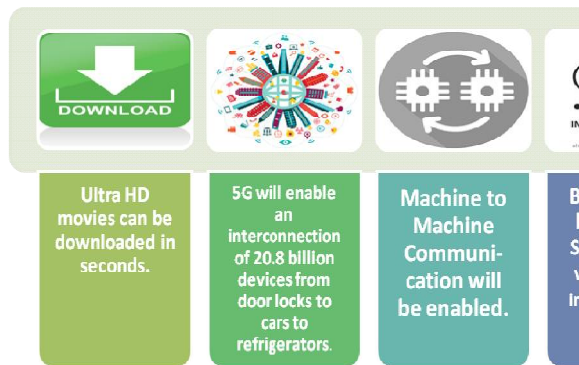 DOWNLOAD
Ultra HD
movies can be
downloaded in
seconds.
5G will enable
an
interconnection
of 20.8 billion
devices from
door locks to
cars to
refrigerators.
Machine to
Machine
Communi-
cation will
be enabled.